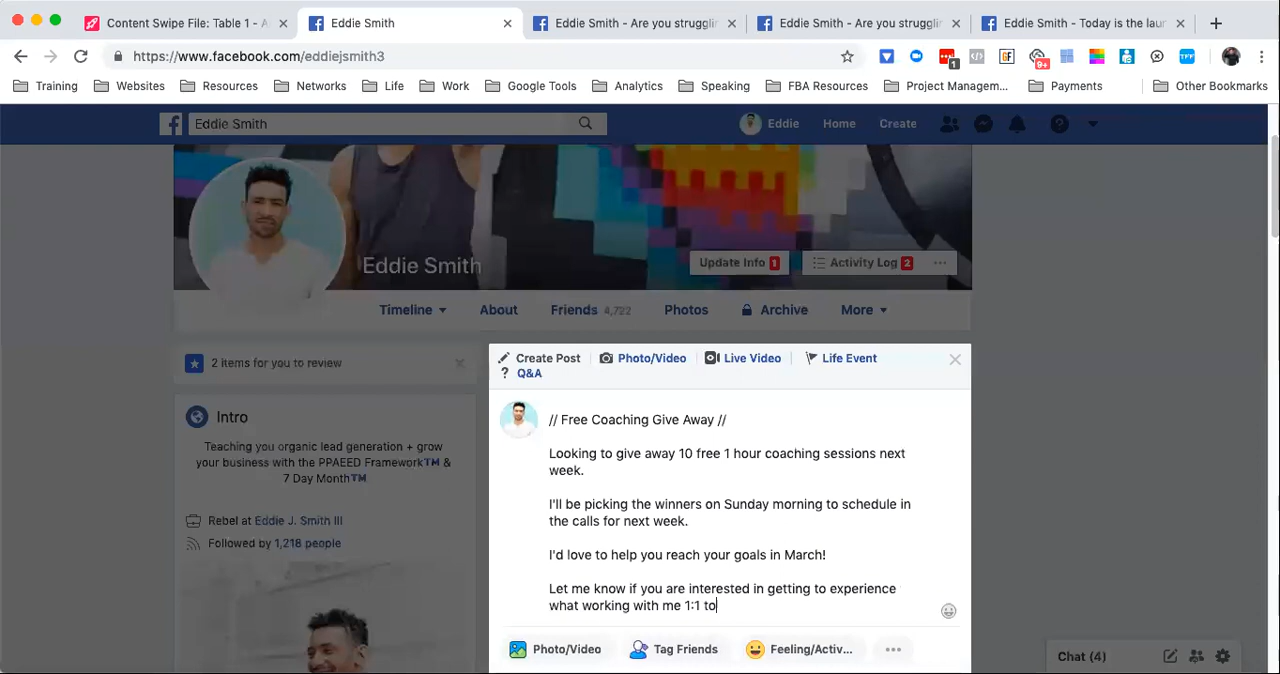 Content Swipe File: Table 1 - A
Eddie Smith
Eddie Smith - Are you strugglin
Eddie Smith - Are you strugglin
Eddie Smith - Today is the laun
https://www.facebook.com/eddiejsmith3
1
GF
9+
TFF
Training
Websites
Resources
Networks
Life
Work
Google Tools
Analytics
Speaking
FBA Resources
Project Managem...
Payments
Other Bookmarks
Eddie Smith
Eddie
Home
Create
Eddie Smith
Update Info 1
Activity Log 2
Timeline
About
Friends 4,722
Photos
Archive
More
2 items for you to review
Intro
Teaching you organic lead generation + grow
your business with the PPAEED Framework™ &
7 Day Month™
Rebel at Eddie J. Smith III
Followed by 1,218 people
Create Post
Photo/Video
Live Video
Life Event
Q&A
// Free Coaching Give Away //
Looking to give away 10 free 1 hour coaching sessions next
week.
I'll be picking the winners on Sunday morning to schedule in
the calls for next week.
I'd love to help you reach your goals in March!
Let me know if you are interested in getting to experience
what working with me 1:1 to
Photo/Video
Tag Friends
Feeling/Activ...
Chat (4)